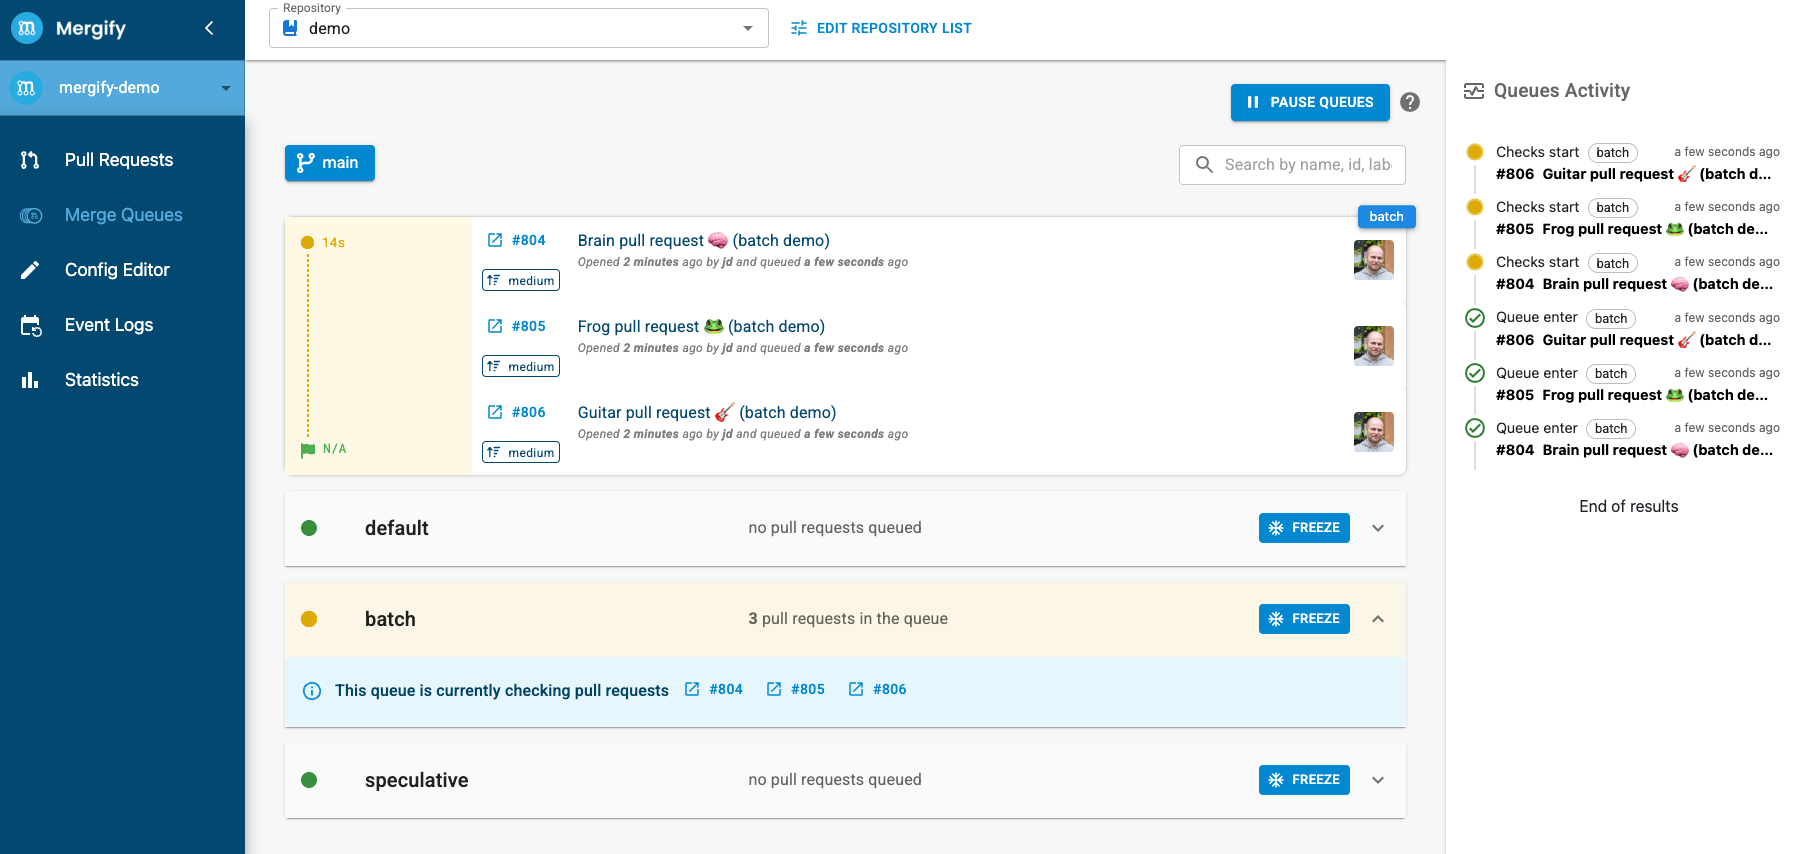 Mergify
mergify-demo
Pull Requests
Merge Queues
Config Editor
Event Logs
Statistics
Repository
demo
EDIT REPOSITORY LIST
PAUSE QUEUES
main
Search by name, id, lab
batch
14s
#804 Brain pull request 🧠 (batch demo)
Opened 2 minutes ago by jd and queued a few seconds ago
medium
#805 Frog pull request 🐸 (batch demo)
Opened 2 minutes ago by jd and queued a few seconds ago
medium
#806 Guitar pull request 🎸 (batch demo)
Opened 2 minutes ago by jd and queued a few seconds ago
medium
N/A
default no pull requests queued FREEZE
batch 3 pull requests in the queue FREEZE
This queue is currently checking pull requests #804 #805 #806
speculative no pull requests queued FREEZE
Queues Activity
Checks start batch a few seconds ago
#806 Guitar pull request 🎸 (batch d...
Checks start batch a few seconds ago
#805 Frog pull request 🐸 (batch de...
Checks start batch a few seconds ago
#804 Brain pull request 🧠 (batch de...
Queue enter batch a few seconds ago
#806 Guitar pull request 🎸 (batch d...
Queue enter batch a few seconds ago
#805 Frog pull request 🐸 (batch de...
Queue enter batch a few seconds ago
#804 Brain pull request 🧠 (batch de...
End of results